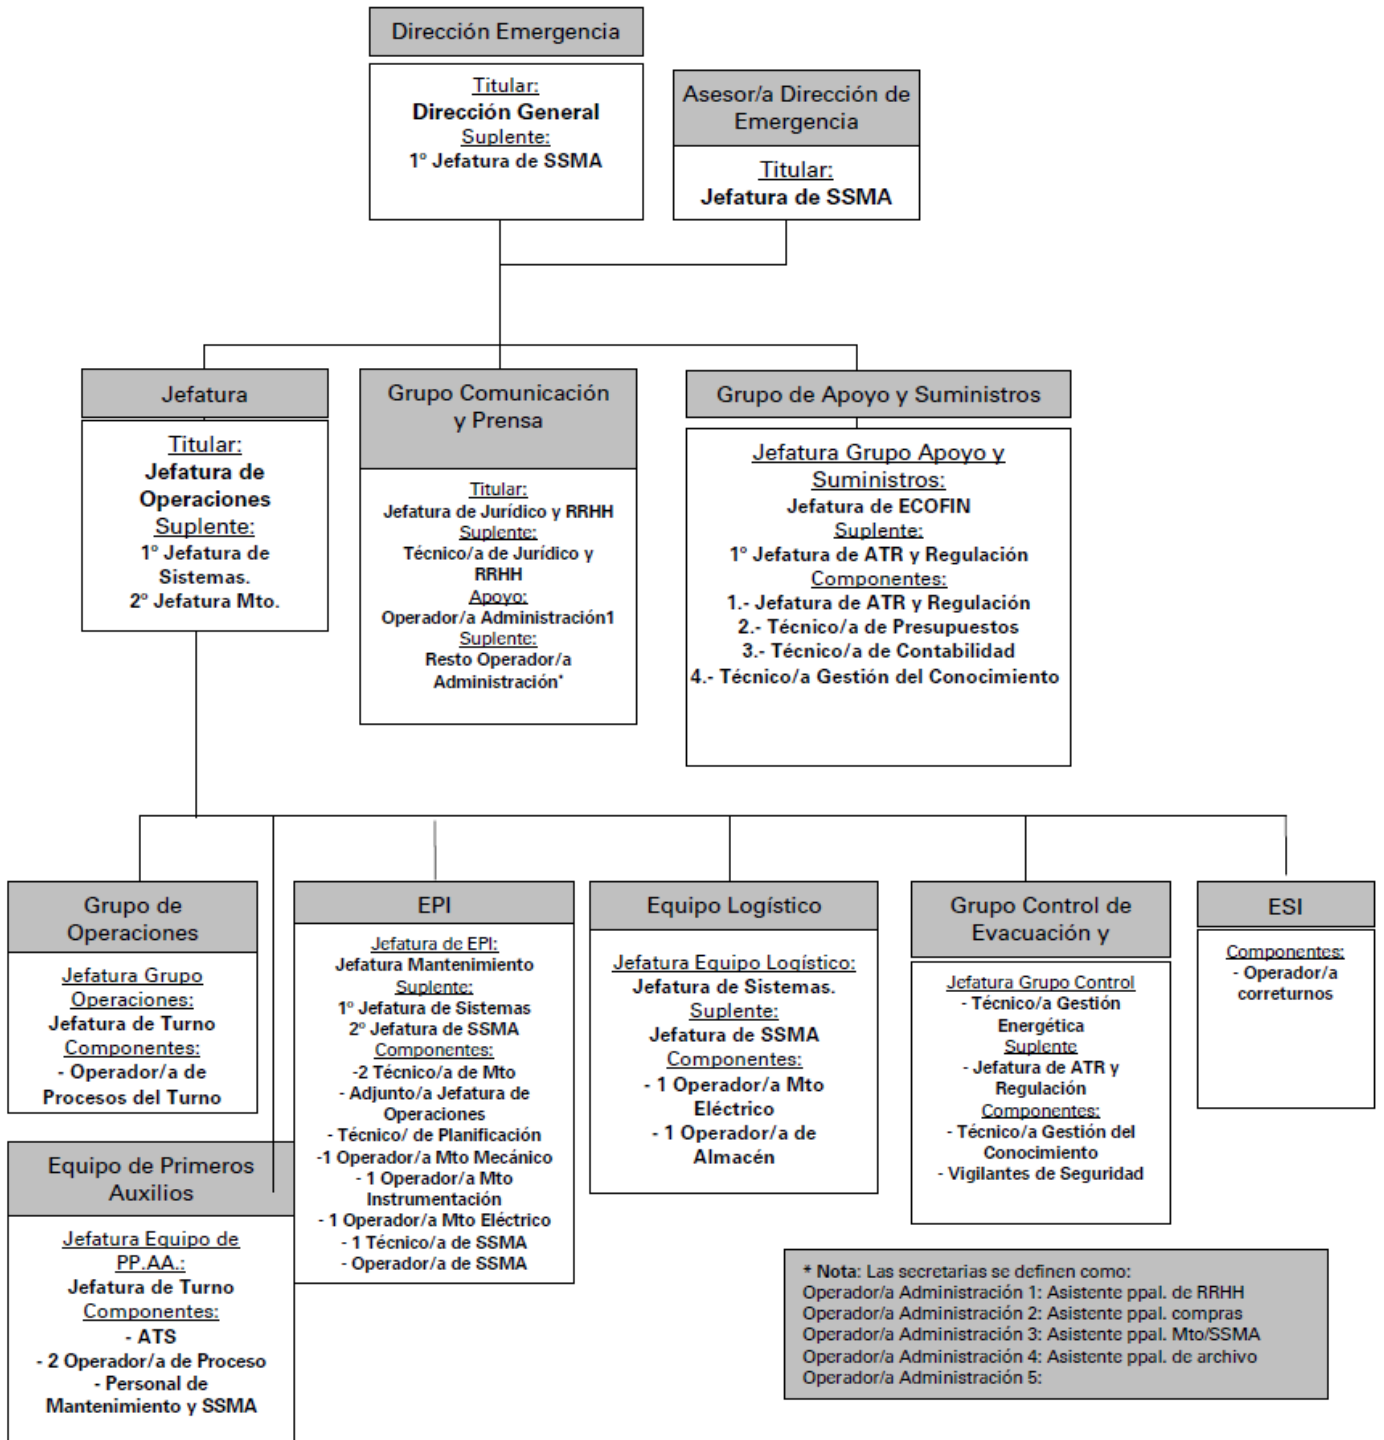 Dirección Emergencia
Titular:
Dirección General
Suplente:
1º Jefatura de SSMA
Asesor/a Dirección de
Emergencia
Titular:
Jefatura de SSMA
Jefatura
Titular:
Jefatura de
Operaciones
Suplente:
1º Jefatura de
Sistemas.
2º Jefatura Mto.
Grupo Comunicación
y Prensa
Titular:
Jefatura de Jurídico y RRHH
Suplente:
Técnico/a de Jurídico y
RRHH
Apoyo:
Operador/a Administración1
Suplente:
Resto Operador/a
Administración*
Grupo de Apoyo y Suministros
Jefatura Grupo Apoyo y
Suministros:
Jefatura de ECOFIN
Suplente:
1º Jefatura de ATR y Regulación
Componentes:
1.- Jefatura de ATR y Regulación
2.- Técnico/a de Presupuestos
3.- Técnico/a de Contabilidad
4.- Técnico/a Gestión del Conocimiento
Grupo de
Operaciones
Jefatura Grupo
Operaciones:
Jefatura de Turno
Componentes:
- Operador/a de
Procesos del Turno
Equipo de Primeros
Auxilios
Jefatura Equipo de
PP.AA.:
Jefatura de Turno
Componentes:
- ATS
- 2 Operador/a de Proceso
- Personal de
Mantenimiento y SSMA
EPI
Jefatura de EPI:
Jefatura Mantenimiento
Suplente:
1º Jefatura de Sistemas
2º Jefatura de SSMA
Componentes:
-2 Técnico/a de Mto
- Adjunto/a Jefatura de
Operaciones
- Técnico/ de Planificación
-1 Operador/a Mto Mecánico
- 1 Operador/a Mto
Instrumentación
- 1 Operador/a Mto Eléctrico
- 1 Técnico/a de SSMA
- Operador/a de SSMA
Equipo Logístico
Jefatura Equipo Logístico:
Jefatura de Sistemas.
Suplente:
Jefatura de SSMA
Componentes:
- 1 Operador/a Mto
Eléctrico
- 1 Operador/a de
Almacén
Grupo Control de
Evacuación y
Jefatura Grupo Control
- Técnico/a Gestión
Energética
Suplente
- Jefatura de ATR y
Regulación
Componentes:
- Técnico/a Gestión del
Conocimiento
- Vigilantes de Seguridad
ESI
Componentes:
- Operador/a
correturnos
* Nota: Las secretarias se definen como:
Operador/a Administración 1: Asistente ppal. de RRHH
Operador/a Administración 2: Asistente ppal. compras
Operador/a Administración 3: Asistente ppal. Mto/SSMA
Operador/a Administración 4: Asistente ppal. de archivo
Operador/a Administración 5: